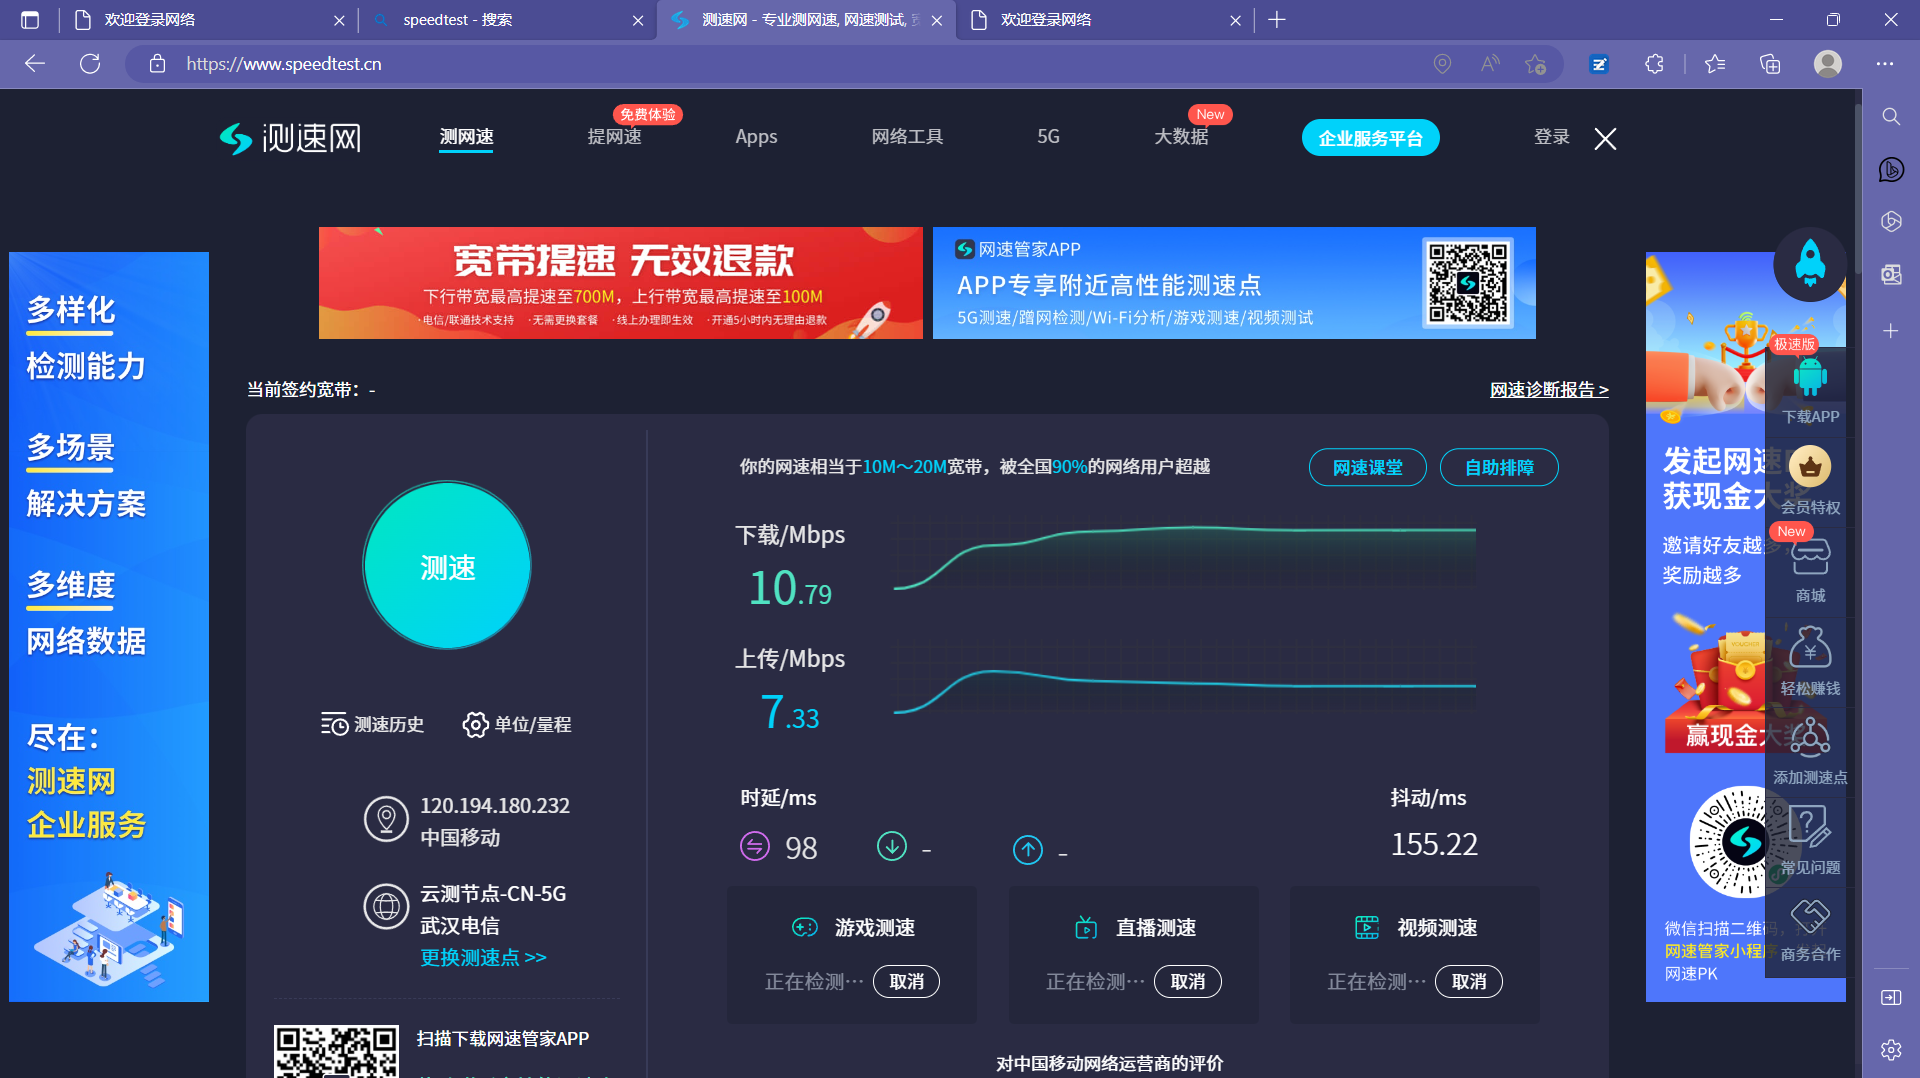 欢迎登录网络
speedtest - 搜索
测速网 - 专业测网速, 网速测试,
欢迎登录网络
https://www.speedtest.cn
测速网
测网速
免费体验
提网速
Apps
网络工具
5G
New
大数据
企业服务平台
登录
宽带提速 无效退款
下行带宽最高提速至700M，上行带宽最高提速至100M
·电信/联通技术支持 ·无需更换套餐 ·线上办理即生效 ·开通5小时内无理由退款
网速管家APP
APP专享附近高性能测速点
5G测速/蹭网检测/Wi-Fi分析/游戏测速/视频测试
多样化
检测能力
多场景
解决方案
多维度
网络数据
尽在：
测速网
企业服务
当前签约宽带：-
网速诊断报告 >
测速
测速历史
单位/量程
120.194.180.232
中国移动
云测节点-CN-5G
武汉电信
更换测速点 >>
扫描下载网速管家APP
你的网速相当于10M～20M宽带，被全国90%的网络用户超越
网速课堂
自助排障
下载/Mbps
10.79
上传/Mbps
7.33
时延/ms
98
-
-
抖动/ms
155.22
游戏测速
正在检测···
取消
直播测速
正在检测···
取消
视频测速
正在检测···
取消
对中国移动网络运营商的评价
发起网速
获现金大奖
邀请好友越多，
奖励越多
VOUCHER
赢现金大奖
微信扫描二维码
网速管家小程序
网速PK
极速版
下载APP
会员特权
New
商城
轻松赚钱
添加测速点
常见问题
商务合作